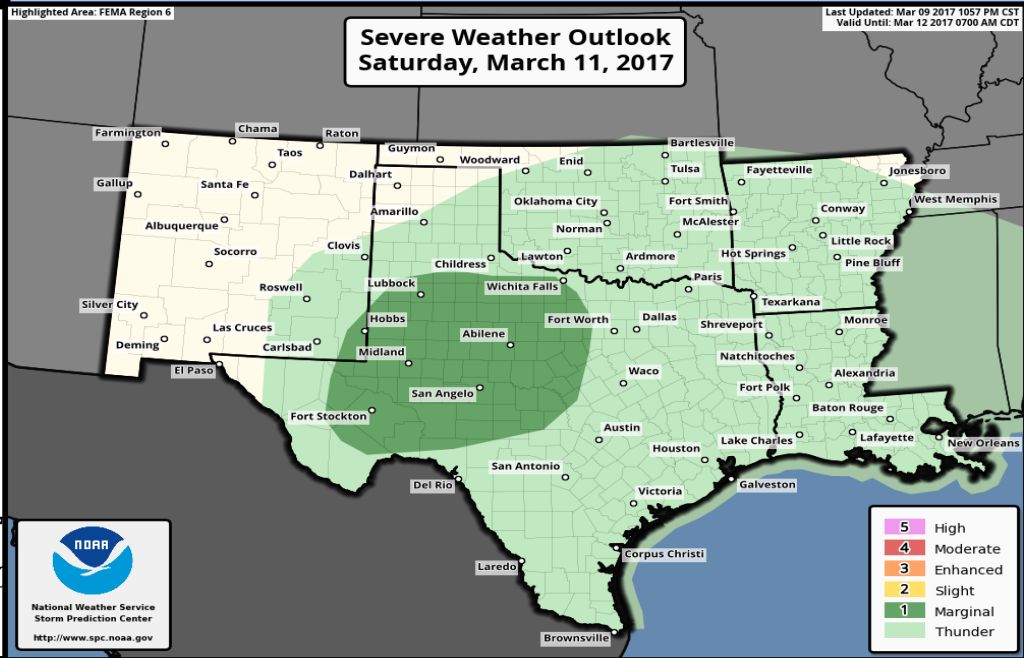 Highlighted Area: FEMA Region 6
Last Updated: Mar 09 2017 1057 PM CST
Valid Until: Mar 12 2017 0700 AM CDT
Severe Weather Outlook
Saturday, March 11, 2017
Farmington
Chama
Raton
Taos
Guymon
Woodward
Enid
Bartlesville
Gallup
Santa Fe
Dalhart
Tulsa
Fayetteville
Jonesboro
Albuquerque
Amarillo
Oklahoma City
Fort Smith
Conway
West Memphis
Norman
McAlester
Socorro
Clovis
Childress
Lawton
Ardmore
Hot Springs
Little Rock
Pine Bluff
Roswell
Lubbock
Wichita Falls
Paris
Texarkana
Silver City
Las Cruces
Hobbs
Abilene
Fort Worth
Dallas
Shreveport
Monroe
Deming
Carlsbad
Midland
Natchitoches
El Paso
San Angelo
Waco
Fort Polk
Alexandria
Fort Stockton
Austin
Baton Rouge
Houston
Lake Charles
Lafayette
New Orleans
Del Rio
San Antonio
Victoria
Galveston
Laredo
Corpus Christi
Brownsville
NOAA
National Weather Service
Storm Prediction Center
http://www.spc.noaa.gov
5 High
4 Moderate
3 Enhanced
2 Slight
1 Marginal
Thunder